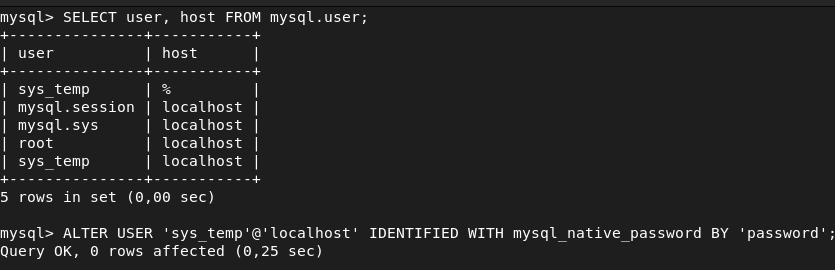 mysql> SELECT user, host FROM mysql.user;
+---------------+-----------+
| user          | host      |
+---------------+-----------+
| sys_temp      | %         |
| mysql.session | localhost |
| mysql.sys     | localhost |
| root          | localhost |
| sys_temp      | localhost |
+---------------+-----------+
5 rows in set (0,00 sec)

mysql> ALTER USER 'sys_temp'@'localhost' IDENTIFIED WITH mysql_native_password BY 'password';
Query OK, 0 rows affected (0,25 sec)